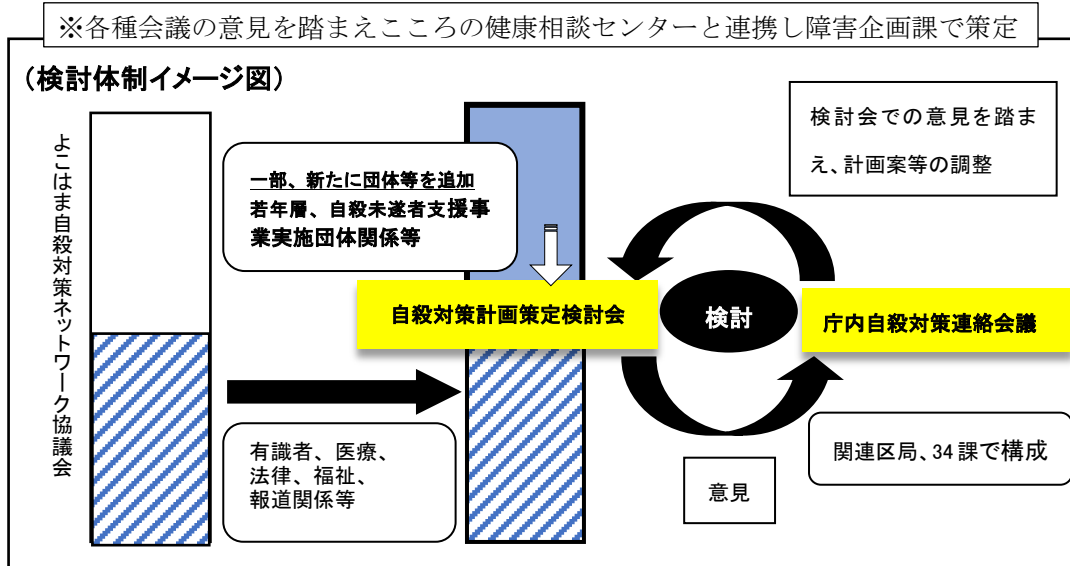 ※各種会議の意見を踏まえこころの健康相談センターと連携し障害企画課で策定
（検討体制イメージ図）
よこはま自殺対策ネットワーク協議会
一部、新たに団体等を追加
若年層、自殺未遂者支援事
業実施団体関係等
検討会での意見を踏ま
え、計画案等の調整
自殺対策計画策定検討会
検討
庁内自殺対策連絡会議
有識者、医療、
法律、福祉、
報道関係等
意見
関連区局、34課で構成